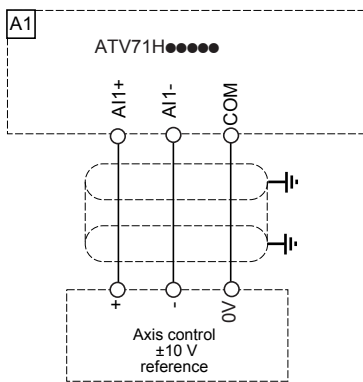 A1
ATV71H●●●●●
AI1+
AI1-
COM
+
-
0V
Axis control
±10 V
reference